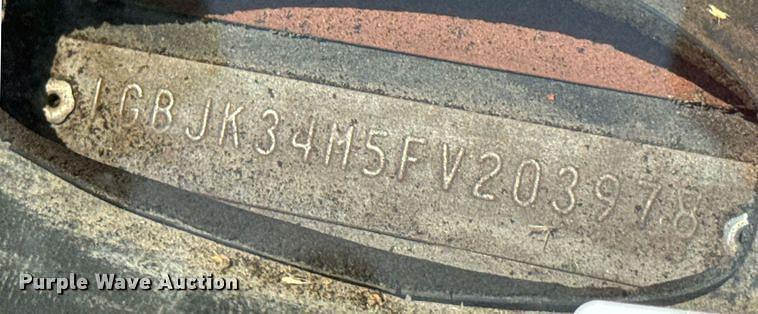 1GBJK34M5FV203978
Purple Wave Auction